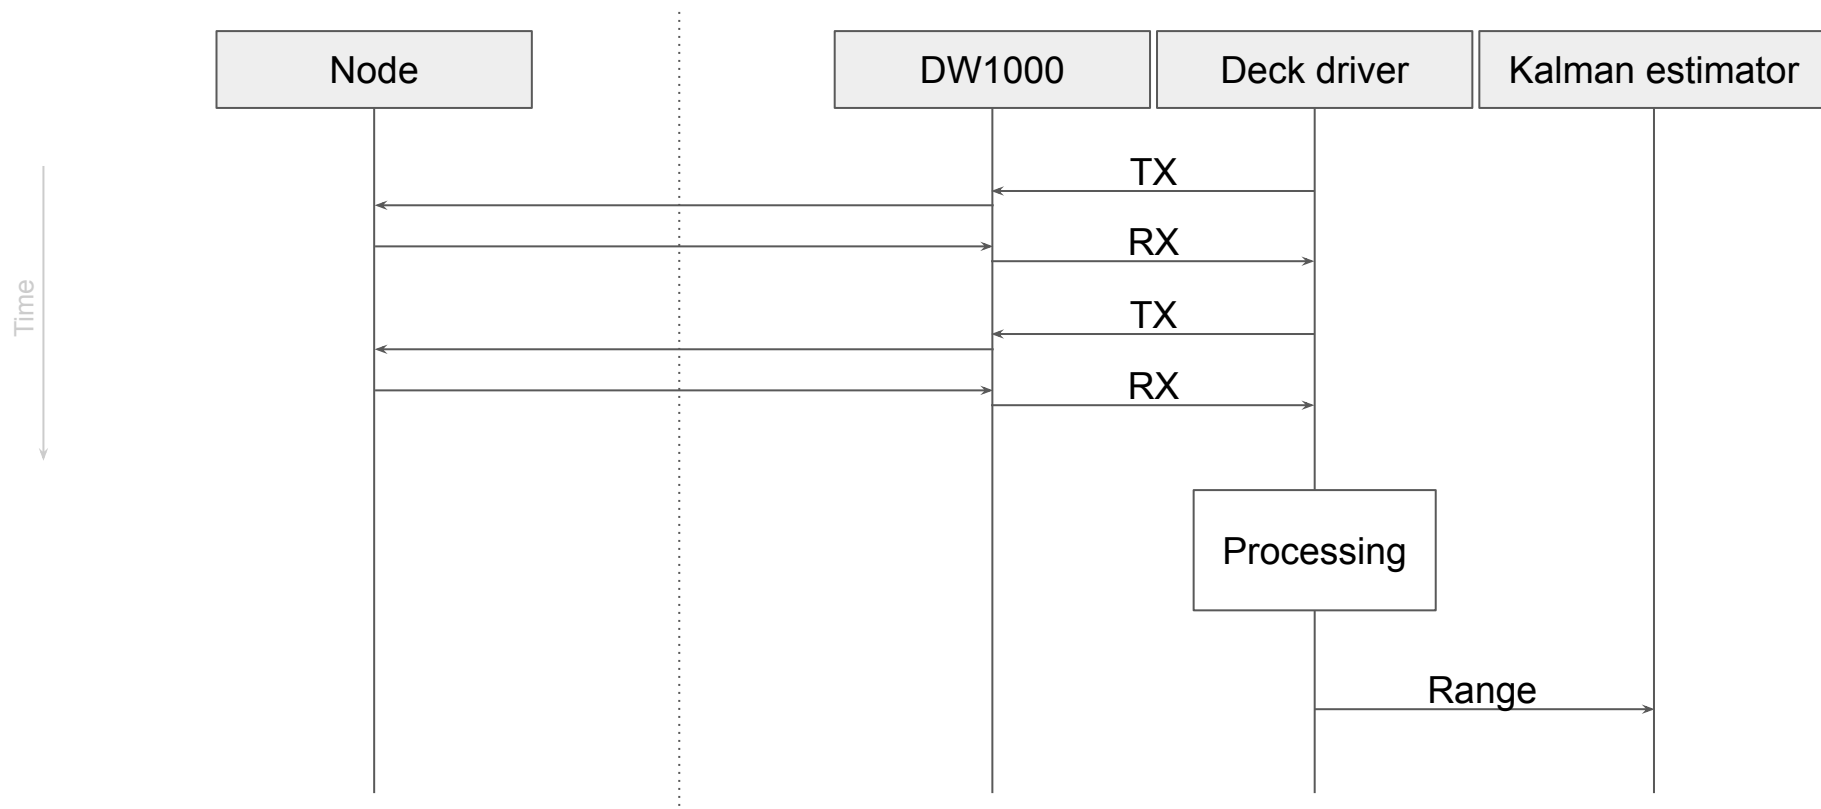 Node
DW1000
Deck driver
Kalman estimator
TX
RX
Time
TX
RX
Processing
Range